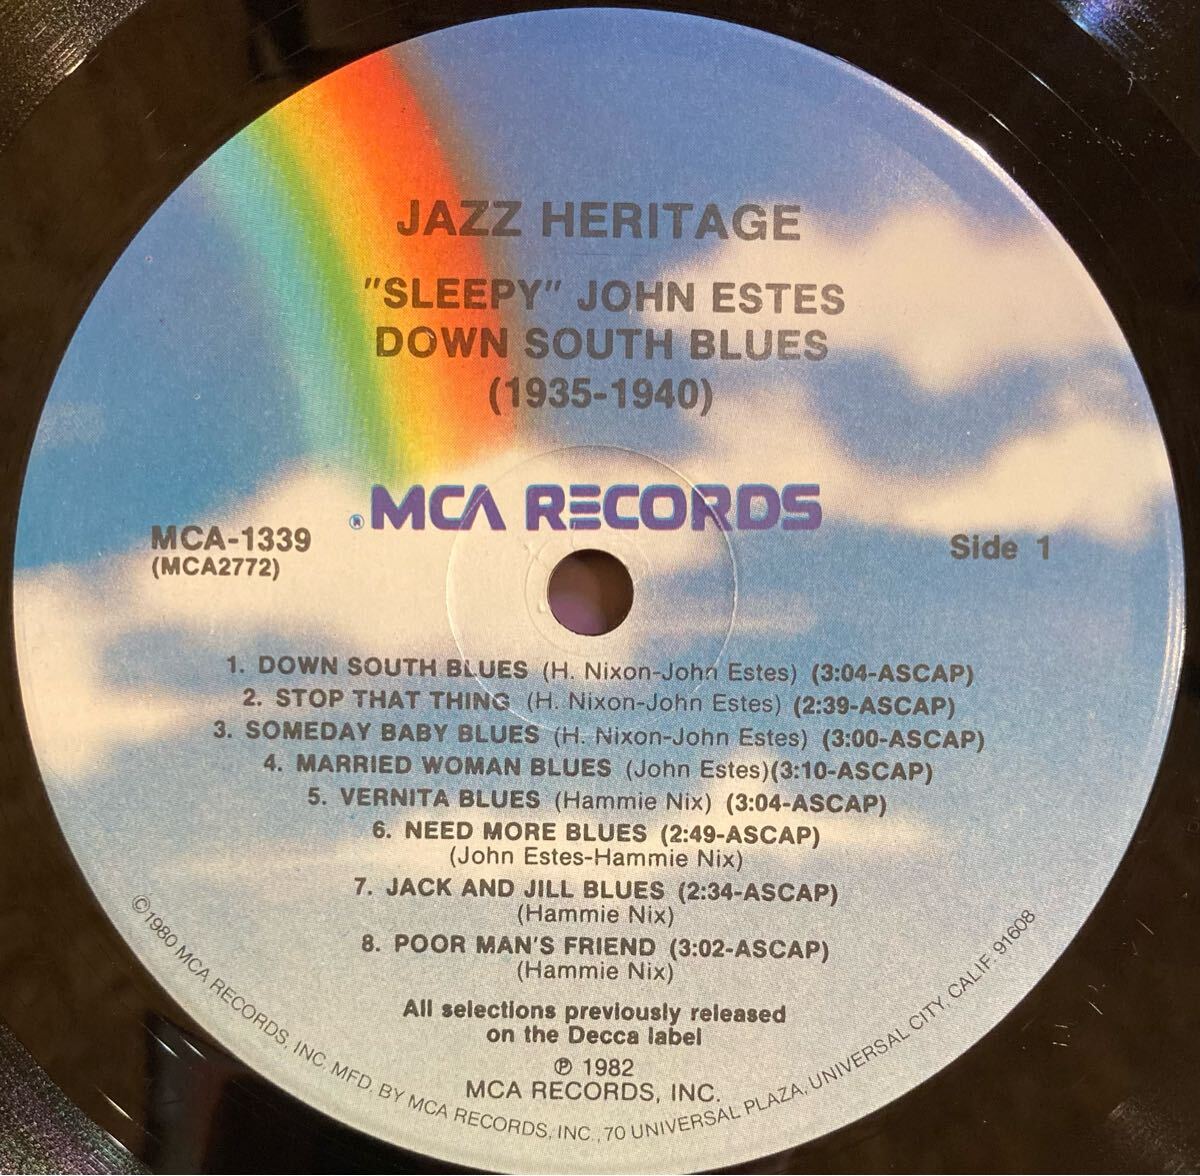 JAZZ HERITAGE
"SLEEPY" JOHN ESTES
DOWN SOUTH BLUES
(1935-1940)
®MCA RECORDS
MCA-1339
(MCA2772)
Side 1
1. DOWN SOUTH BLUES (H. Nixon-John Estes) (3:04-ASCAP)
2. STOP THAT THING (H. Nixon-John Estes) (2:39-ASCAP)
3. SOMEDAY BABY BLUES (H. Nixon-John Estes) (3:00-ASCAP)
4. MARRIED WOMAN BLUES (John Estes)(3:10-ASCAP)
5. VERNITA BLUES (Hammie Nix) (3:04-ASCAP)
6. NEED MORE BLUES (2:49-ASCAP)
(John Estes-Hammie Nix)
7. JACK AND JILL BLUES (2:34-ASCAP)
(Hammie Nix)
8. POOR MAN'S FRIEND (3:02-ASCAP)
(Hammie Nix)
All selections previously released
on the Decca label
℗ 1982
MCA RECORDS, INC.
©1980 MCA RECORDS, INC. MFD. BY MCA RECORDS, INC., 70 UNIVERSAL PLAZA, UNIVERSAL CITY, CALIF. 91608